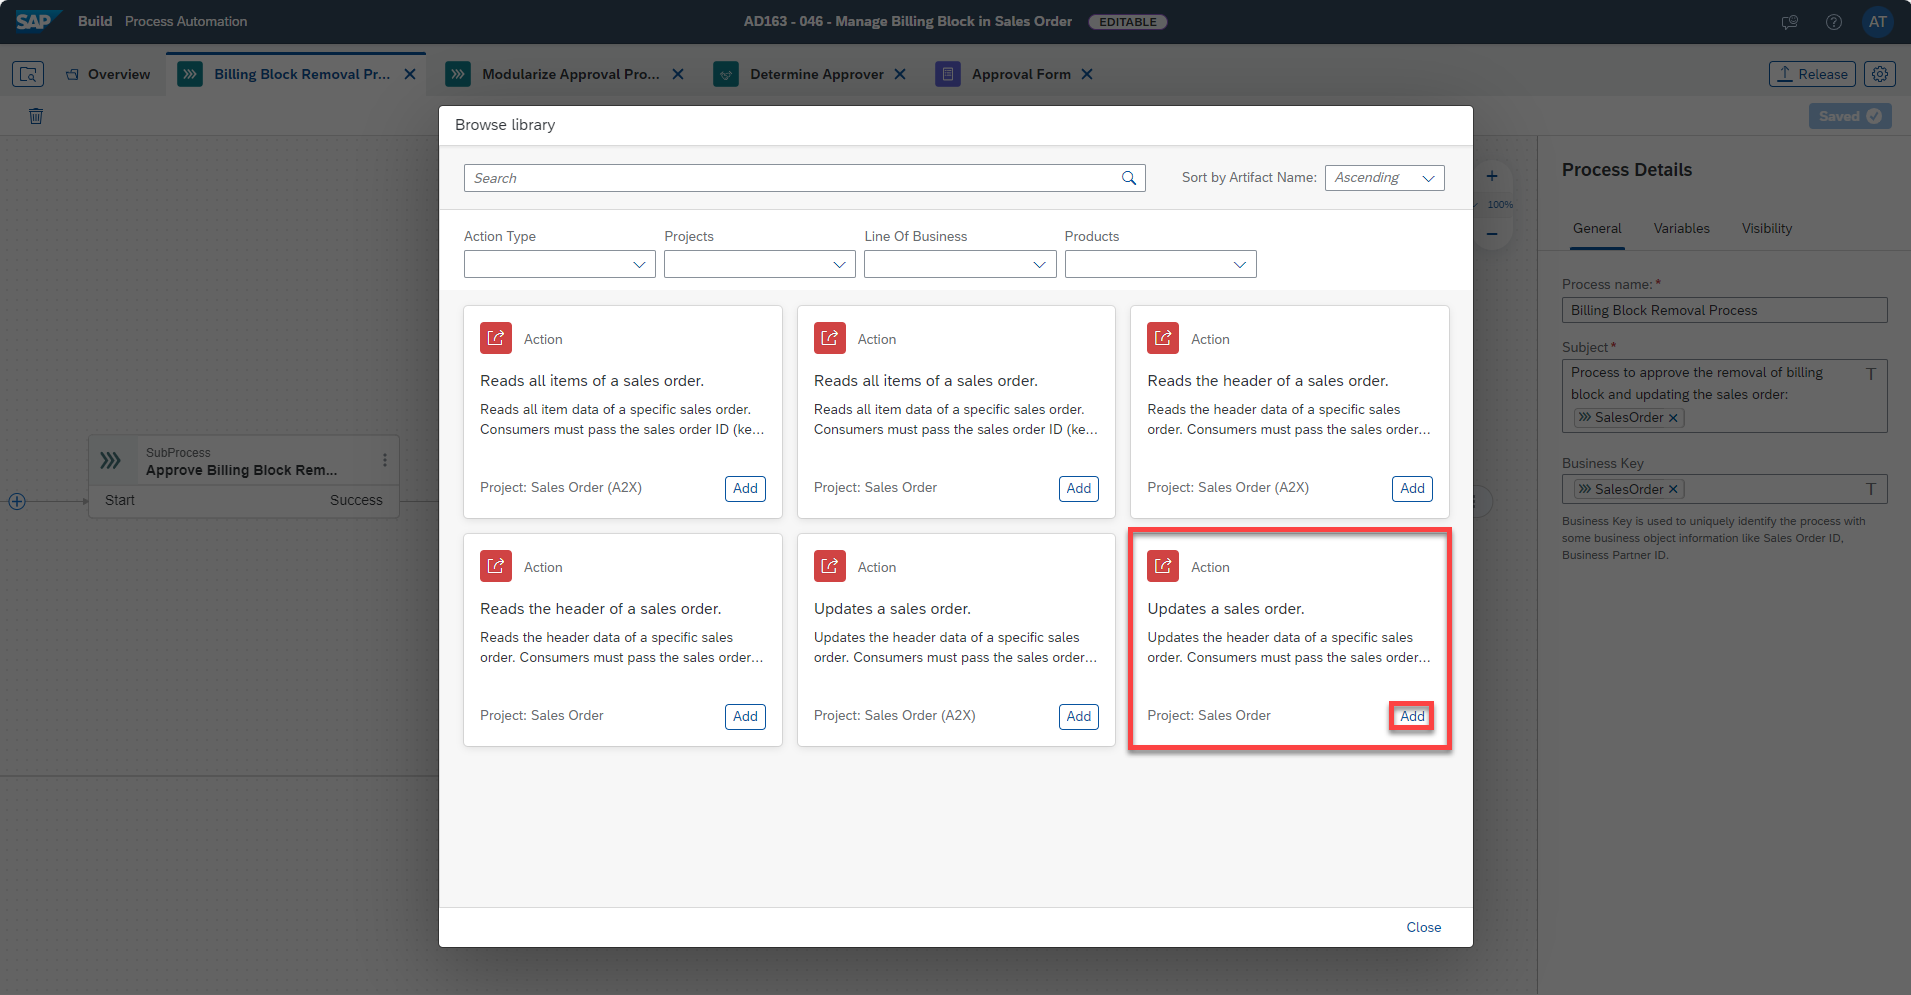 SAP Build Process Automation
AD163 - 046 - Manage Billing Block in Sales Order EDITABLE
AT
Overview
Billing Block Removal Pr...
Modularize Approval Pro...
Determine Approver
Approval Form
Release
Saved
Browse library
Search
Sort by Artifact Name: Ascending
Action Type
Projects
Line Of Business
Products
Action
Reads all items of a sales order.
Reads all item data of a specific sales order.
Consumers must pass the sales order ID (ke...
Project: Sales Order (A2X)
Add
Action
Reads all items of a sales order.
Reads all item data of a specific sales order.
Consumers must pass the sales order ID (ke...
Project: Sales Order
Add
Action
Reads the header of a sales order.
Reads the header data of a specific sales
order. Consumers must pass the sales order...
Project: Sales Order (A2X)
Add
Action
Reads the header of a sales order.
Reads the header data of a specific sales
order. Consumers must pass the sales order...
Project: Sales Order
Add
Action
Updates a sales order.
Updates the header data of a specific sales
order. Consumers must pass the sales order...
Project: Sales Order (A2X)
Add
Action
Updates a sales order.
Updates the header data of a specific sales
order. Consumers must pass the sales order...
Project: Sales Order
Add
Close
SubProcess
Approve Billing Block Rem...
Start
Success
100%
Process Details
General
Variables
Visibility
Process name:*
Billing Block Removal Process
Subject*
Process to approve the removal of billing
block and updating the sales order:
SalesOrder
Business Key
SalesOrder
Business Key is used to uniquely identify the process with
some business object information like Sales Order ID,
Business Partner ID.